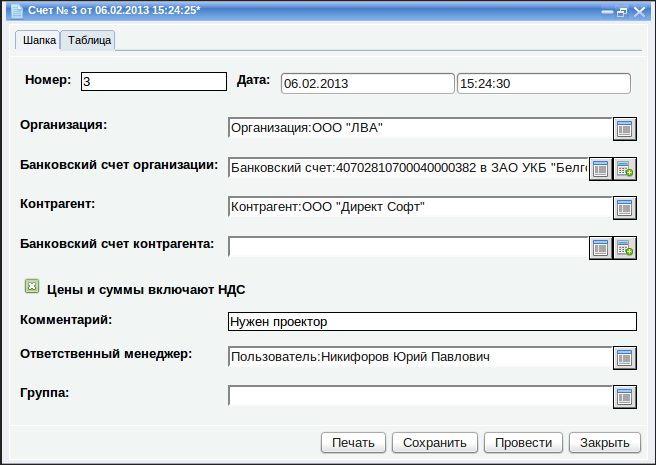 Счет № 3 от 06.02.2013 15:24:25*
Шапка Таблица
Номер: 3 Дата: 06.02.2013 15:24:30
Организация: Организация:ООО "ЛВА"
Банковский счет организации: Банковский счет:40702810700040000382 в ЗАО УКБ "Белго
Контрагент: Контрагент:ООО "Директ Софт"
Банковский счет контрагента:
Цены и суммы включают НДС
Комментарий: Нужен проектор
Ответственный менеджер: Пользователь:Никифоров Юрий Павлович
Группа:
Печать Сохранить Провести Закрыть